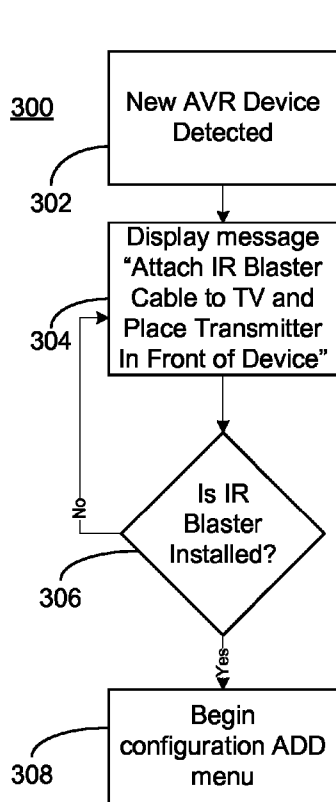 300
New AVR Device
Detected
302
Display message
“Attach IR Blaster
Cable to TV and
Place Transmitter
In Front of Device”
304
Is IR
Blaster
Installed?
No
306
Yes
Begin
configuration ADD
menu
308